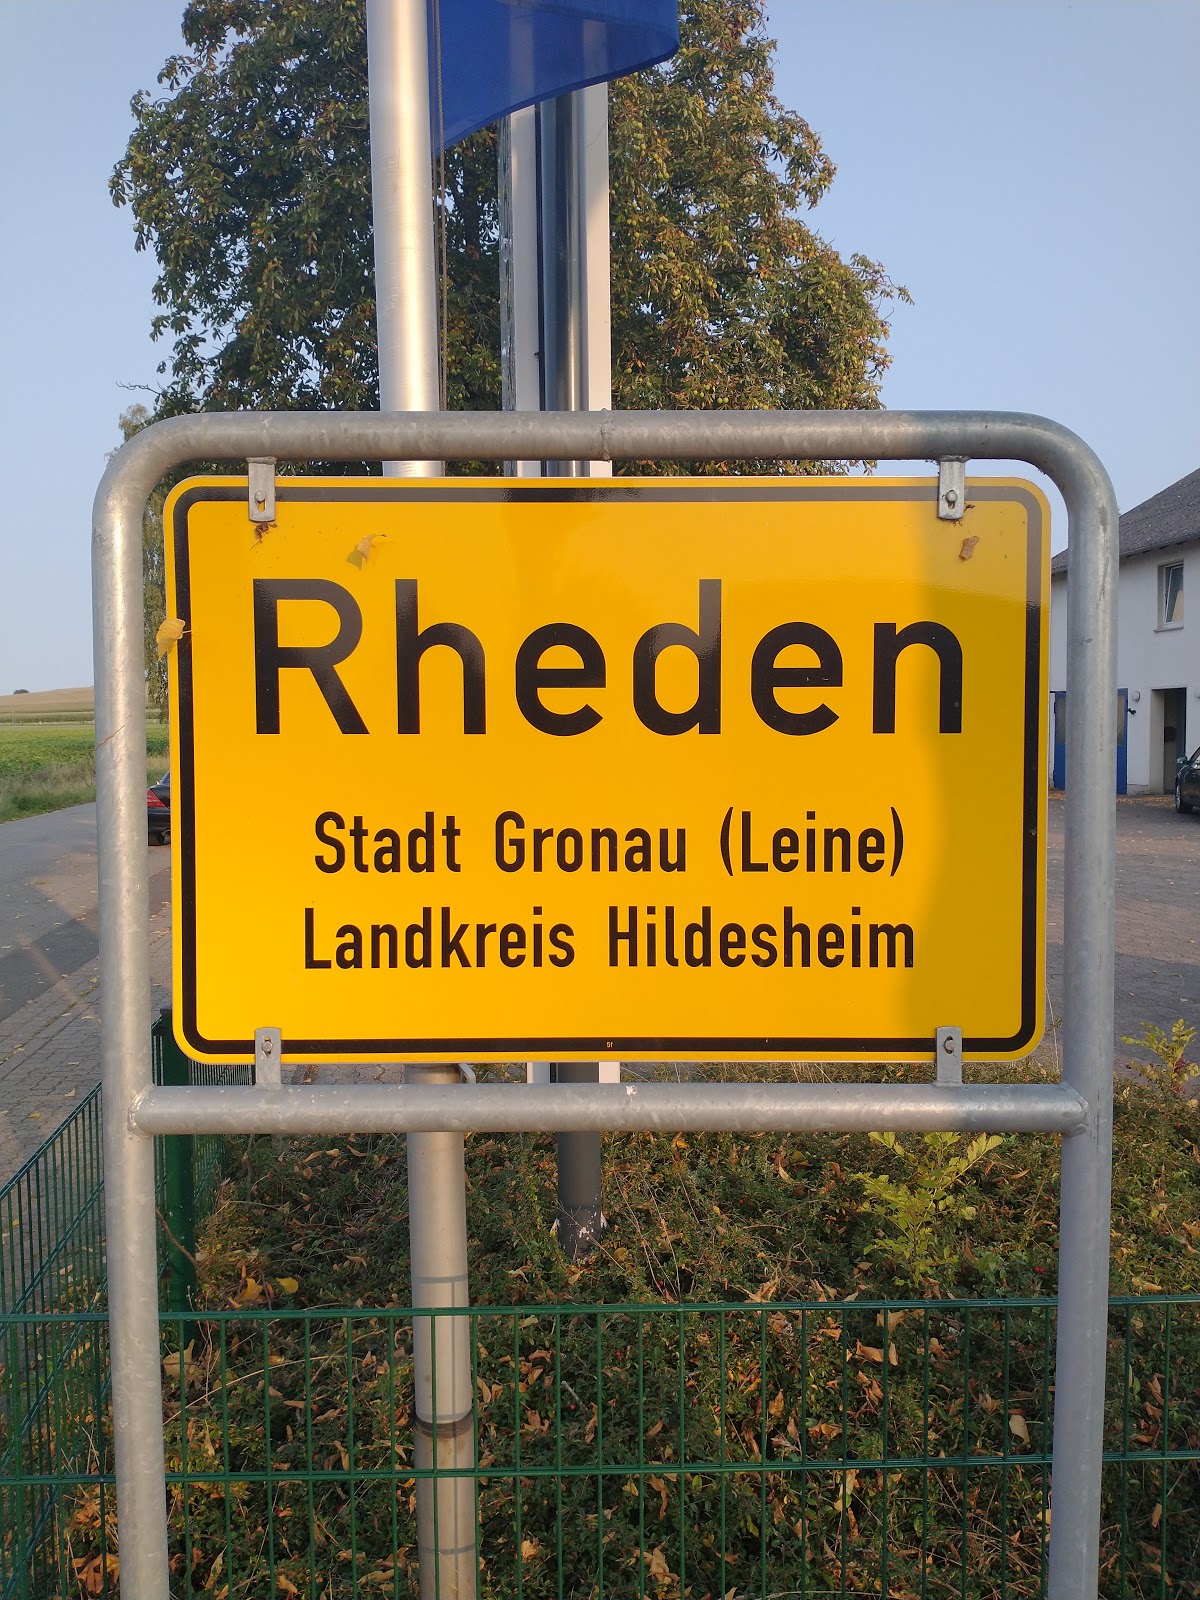 Rheden
Stadt Gronau (Leine)
Landkreis Hildesheim